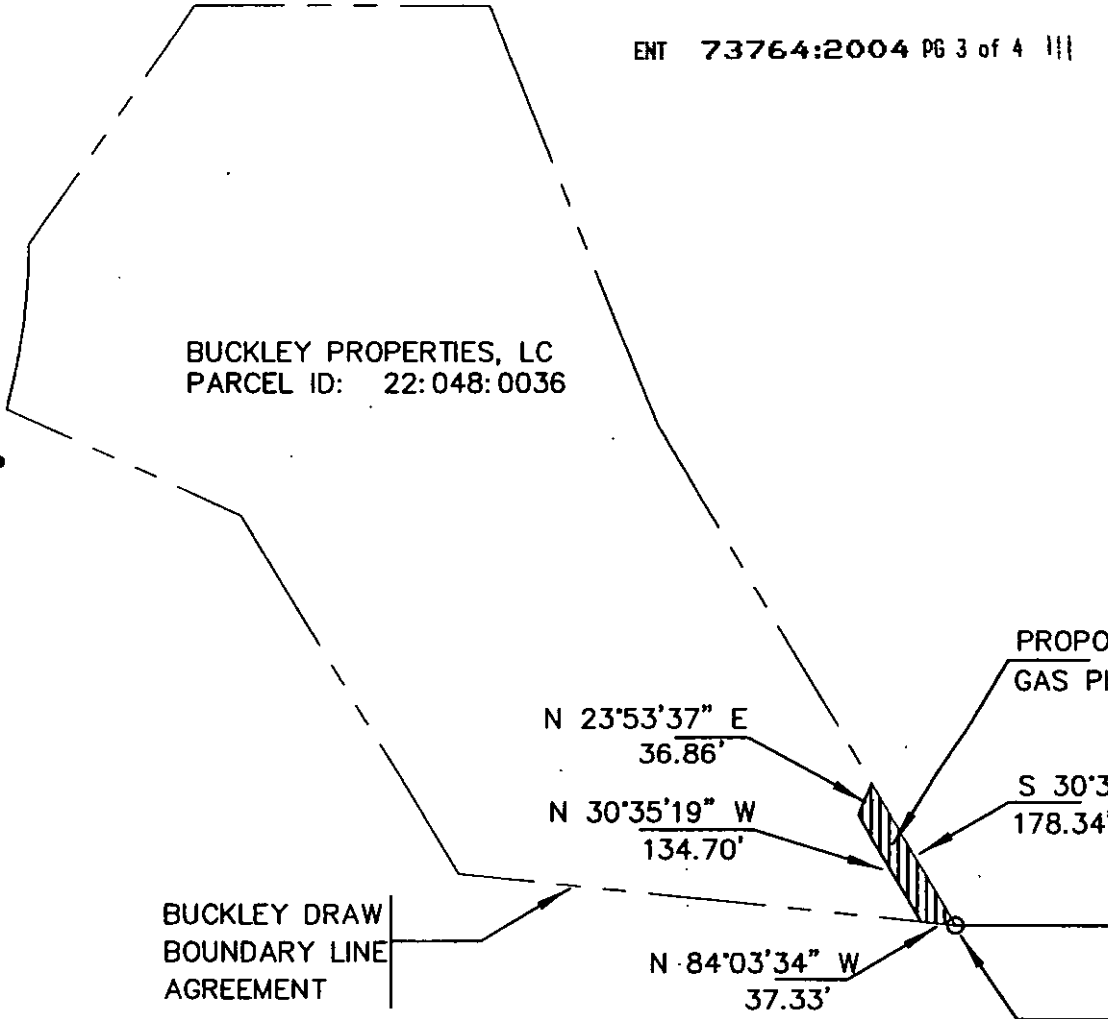 ENT 73764:2004 PG 3 of 4
BUCKLEY PROPERTIES, LC
PARCEL ID: 22:048:0036
PROPO
GAS P
N 23°53'37" E
36.86'
N 30°35'19" W
134.70'
S 30°3
178.34'
BUCKLEY DRAW
BOUNDARY LINE
AGREEMENT
N 84°03'34" W
37.33'